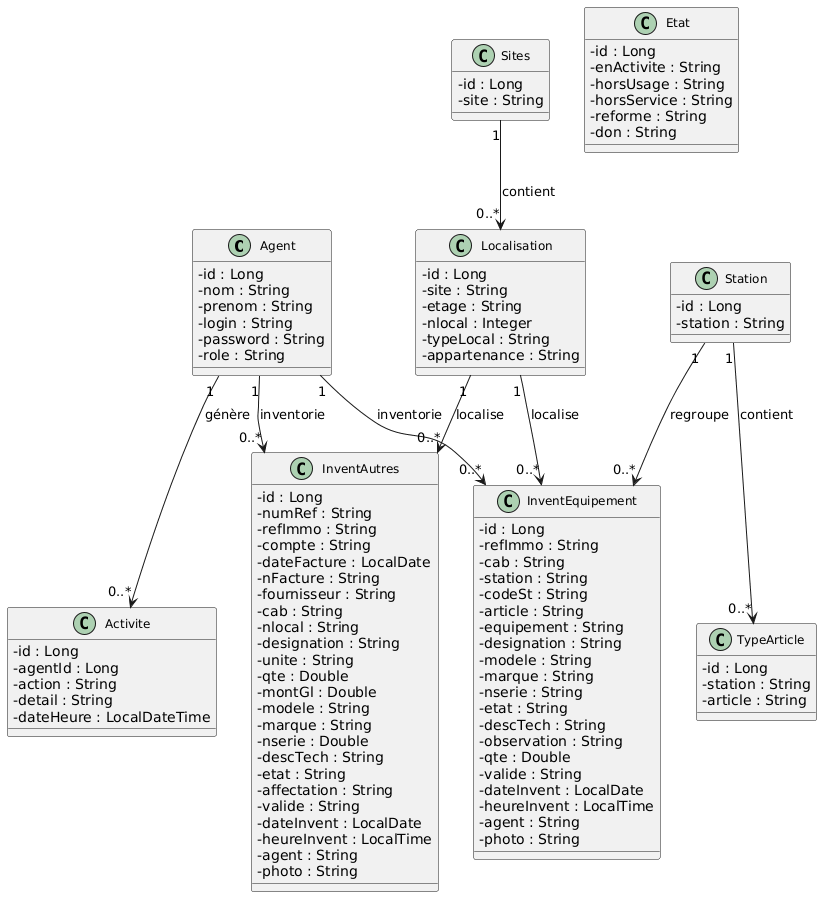 C Etat
-id : Long
-enActivite : String
-horsUsage : String
-horsService : String
-reforme : String
-don : String
C Sites
-id : Long
-site : String
1
contient
0..*
C Agent
-id : Long
-nom : String
-prenom : String
-login : String
-password : String
-role : String
C Localisation
-id : Long
-site : String
-etage : String
-nlocal : Integer
-typeLocal : String
-appartenance : String
C Station
-id : Long
-station : String
1 1 1 1 1 1 1
génère inventorie inventorie localise localise regroupe contient
0..* 0..* 0..* 0..* 0..*
C InventAutres
-id : Long
-numRef : String
-refImmo : String
-compte : String
-dateFacture : LocalDate
-nFacture : String
-fournisseur : String
-cab : String
-nlocal : String
-designation : String
-unite : String
-qte : Double
-montGl : Double
-modele : String
-marque : String
-nserie : Double
-descTech : String
-etat : String
-affectation : String
-valide : String
-dateInvent : LocalDate
-heureInvent : LocalTime
-agent : String
-photo : String
C InventEquipement
-id : Long
-refImmo : String
-cab : String
-station : String
-codeSt : String
-article : String
-equipement : String
-designation : String
-modele : String
-marque : String
-nserie : String
-etat : String
-descTech : String
-observation : String
-qte : Double
-valide : String
-dateInvent : LocalDate
-heureInvent : LocalTime
-agent : String
-photo : String
0..*
C Activite
-id : Long
-agentId : Long
-action : String
-detail : String
-dateHeure : LocalDateTime
0..*
C TypeArticle
-id : Long
-station : String
-article : String